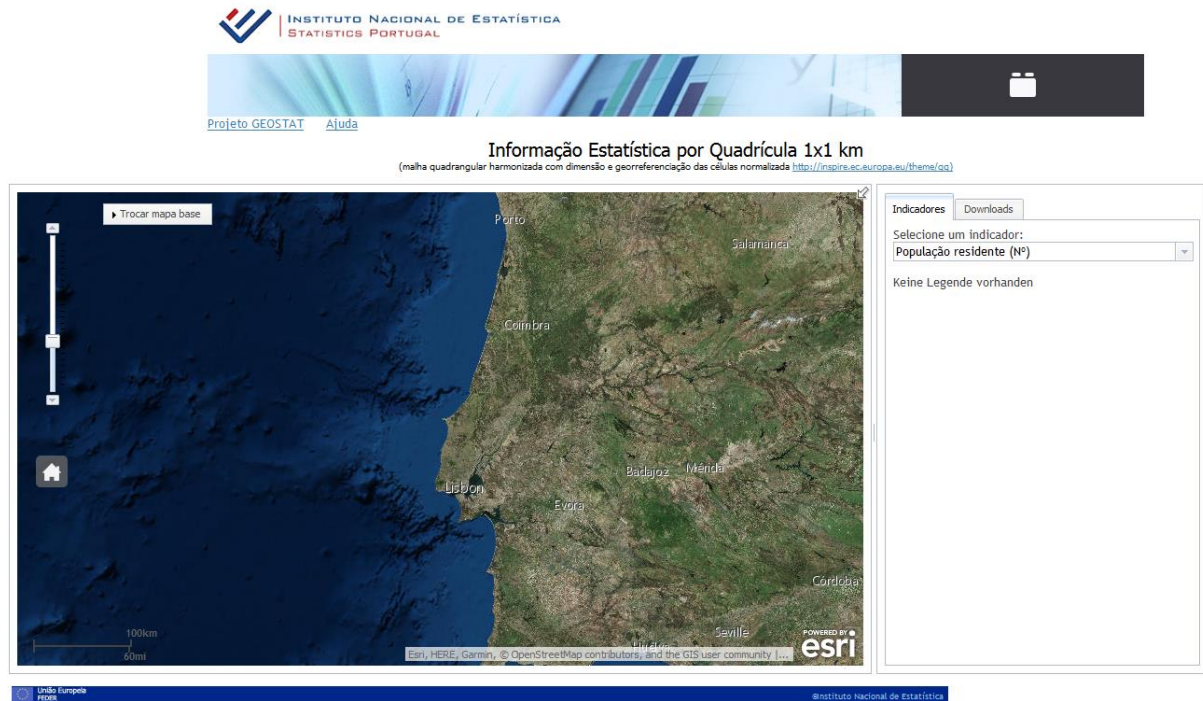 INSTITUTO NACIONAL DE ESTATÍSTICA
STATISTICS PORTUGAL
Projeto GEOSTAT Ajuda
Informação Estatística por Quadrícula 1x1 km
(malha quadrangular harmonizada com dimensão e georreferenciação das células normalizada http://inspire.ec.europa.eu/theme/gg)
Trocar mapa base
Indicadores Downloads
Selecione um indicador:
População residente (Nº)
Keine Legende vorhanden
Porto
Salamanca
Coimbra
Badajoz Mérida
Lisbon
Evora
Córdoba
Seville
Huelva
100km
60mi
POWERED BY
esri
Esri, HERE, Garmin, © OpenStreetMap contributors, and the GIS user community |...
União Europeia
FEDER
@Instituto Nacional de Estatística